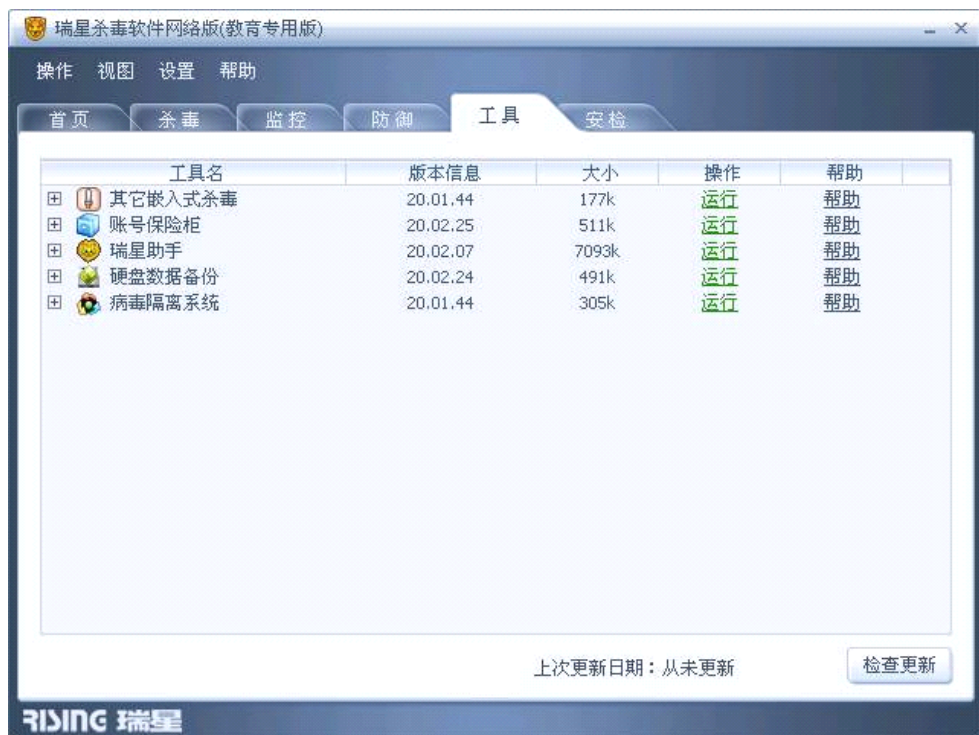 瑞星杀毒软件网络版(教育专用版)
操作 视图 设置 帮助
首页 杀毒 监控 防御 工具 安检
工具名 版本信息 大小 操作 帮助
其它嵌入式杀毒 20.01.44 177k 运行 帮助
账号保险柜 20.02.25 511k 运行 帮助
瑞星助手 20.02.07 7093k 运行 帮助
硬盘数据备份 20.02.24 491k 运行 帮助
病毒隔离系统 20.01.44 305k 运行 帮助
上次更新日期：从未更新 检查更新
RISING 瑞星